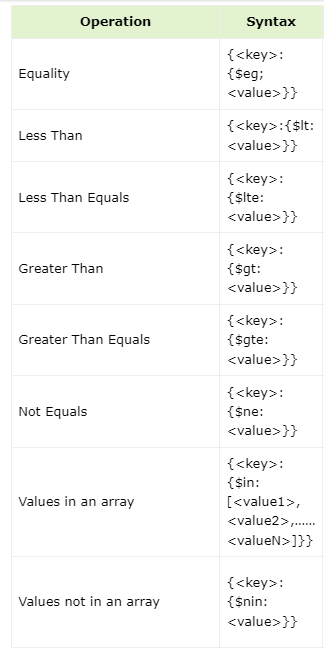 Operation Syntax
Equality
{<key>:
{$eg;
<value>}}
Less Than
{<key>:{$lt:
<value>}}
Less Than Equals
{<key>:
{$lte:
<value>}}
Greater Than
{<key>:
{$gt:
<value>}}
Greater Than Equals
{<key>:
{$gte:
<value>}}
Not Equals
{<key>:
{$ne:
<value>}}
Values in an array
{<key>:
{$in:
[<value1>,
<value2>,……
<valueN>]}}
Values not in an array
{<key>:
{$nin:
<value>}}